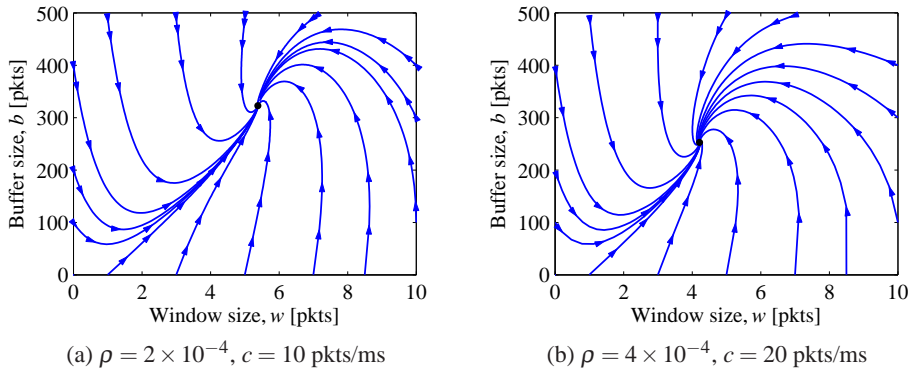 500
400
300
200
100
0
Buffer size, b [pkts]
0 2 4 6 8 10
Window size, w [pkts]
(a) ρ = 2 × 10⁻⁴, c = 10 pkts/ms
500
400
300
200
100
0
Buffer size, b [pkts]
0 2 4 6 8 10
Window size, w [pkts]
(b) ρ = 4 × 10⁻⁴, c = 20 pkts/ms